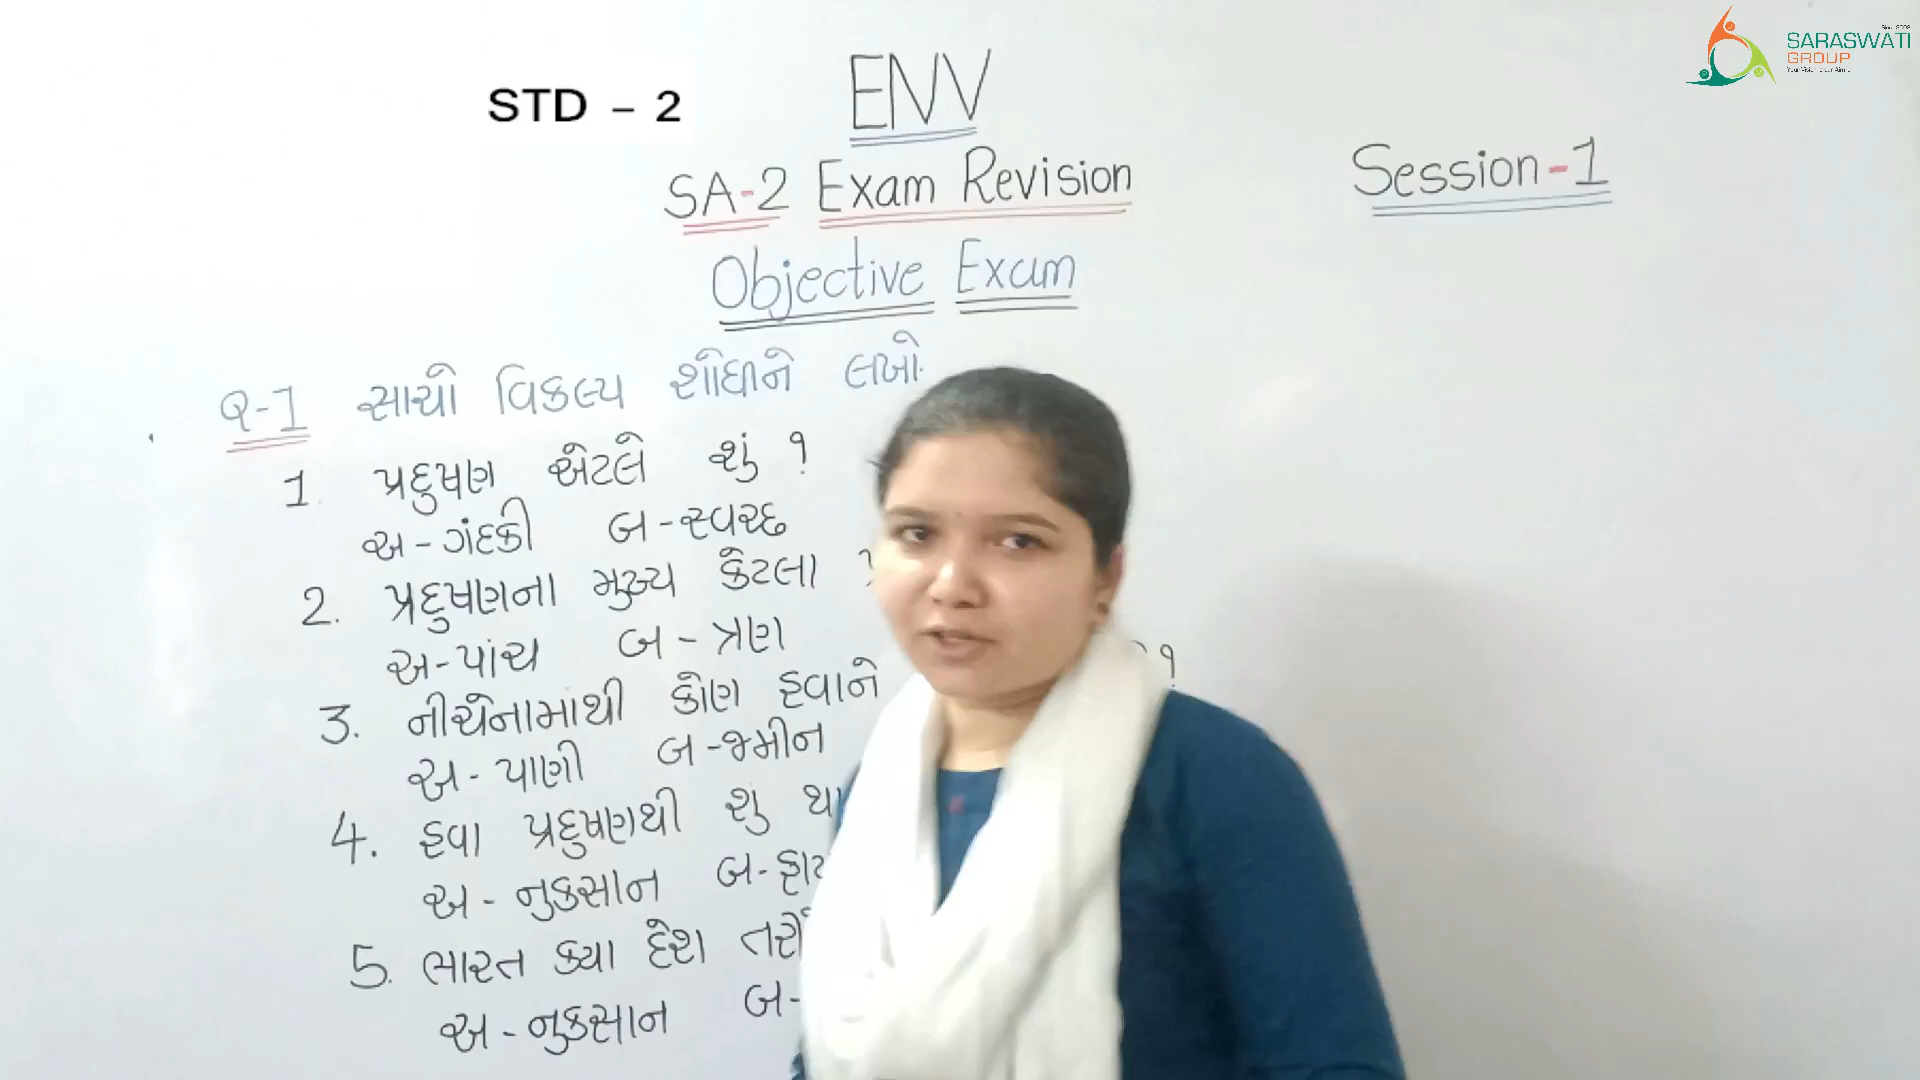 SARASWATI
GROUP
STD - 2
ENV
SA-2 Exam Revision
Session-1
Objective Exam
Q-1 સાચો વિકલ્પ શોધીને લખો.
1. પ્રદુષણ એટલે શું ?
અ - ગંદકી બ - સ્વચ્છ
2. પ્રદુષણના મુખ્ય કેટલા
અ - પાંચ બ - ત્રણ
3. નીચેનામાંથી કોણ હવાને ?
અ - પાણી બ - જમીન
4. હવા પ્રદુષણથી શુ
અ - નુકસાન બ -
5. ભારત ક્યા દેશ
અ - નુકસાન બ -